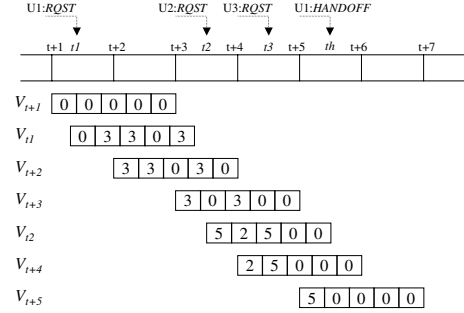 U1:RQST U2:RQST U3:RQST U1:HANDOFF
t+1 t1 t+2 t+3 t2 t+4 t3 t+5 th t+6 t+7
Vt+1 0 0 0 0 0
Vt1 0 3 3 0 3
Vt+2 3 3 0 3 0
Vt+3 3 0 3 0 0
Vt2 5 2 5 0 0
Vt+4 2 5 0 0 0
Vt+5 5 0 0 0 0